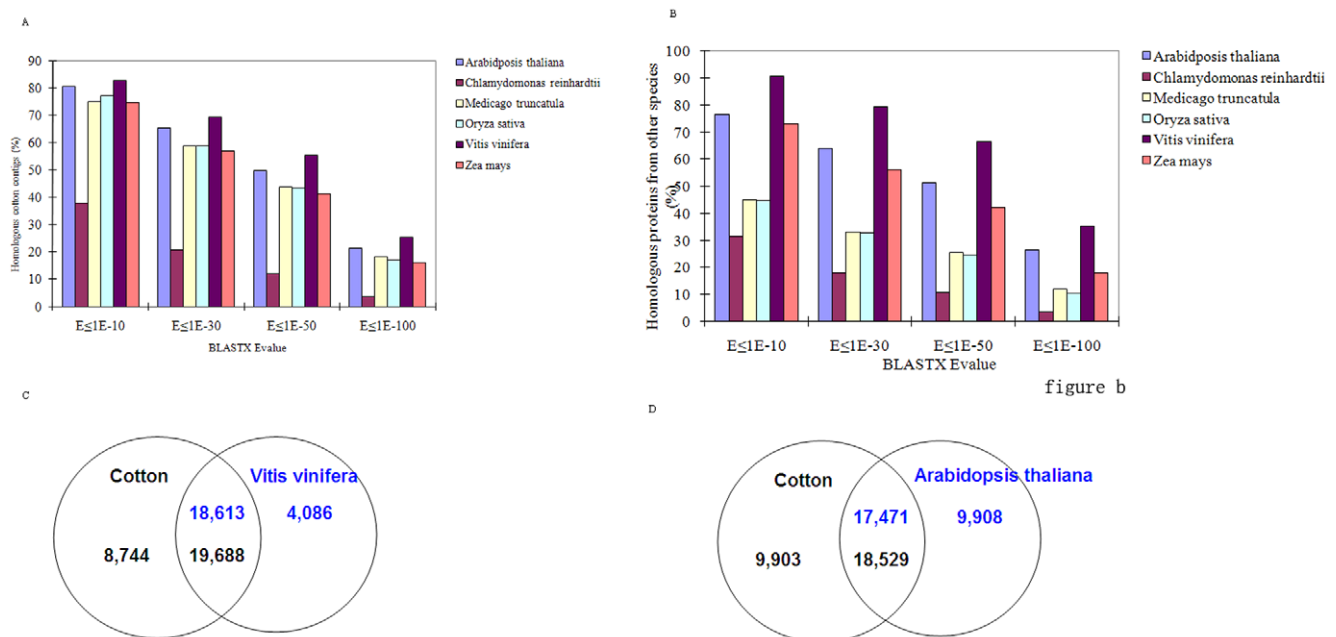 A
90
80
70
60
50
40
30
20
10
0
Homologous cotton contigs (%)
E≤1E-10
E≤1E-30
E≤1E-50
E≤1E-100
BLASTX Evalue
Arabidposis thaliana
Chlamydomonas reinhardtii
Medicago truncatula
Oryza sativa
Vitis vinifera
Zea mays
B
100
90
80
70
60
50
40
30
20
10
0
Homologous proteins from other species
(%)
E≤1E-10
E≤1E-30
E≤1E-50
E≤1E-100
BLASTX Evalue
Arabidposis thaliana
Chlamydomonas reinhardtii
Medicago truncatula
Oryza sativa
Vitis vinifera
Zea mays
figure b
C
Cotton
Vitis vinifera
18,613
4,086
8,744
19,688
D
Cotton
Arabidopsis thaliana
17,471
9,908
9,903
18,529